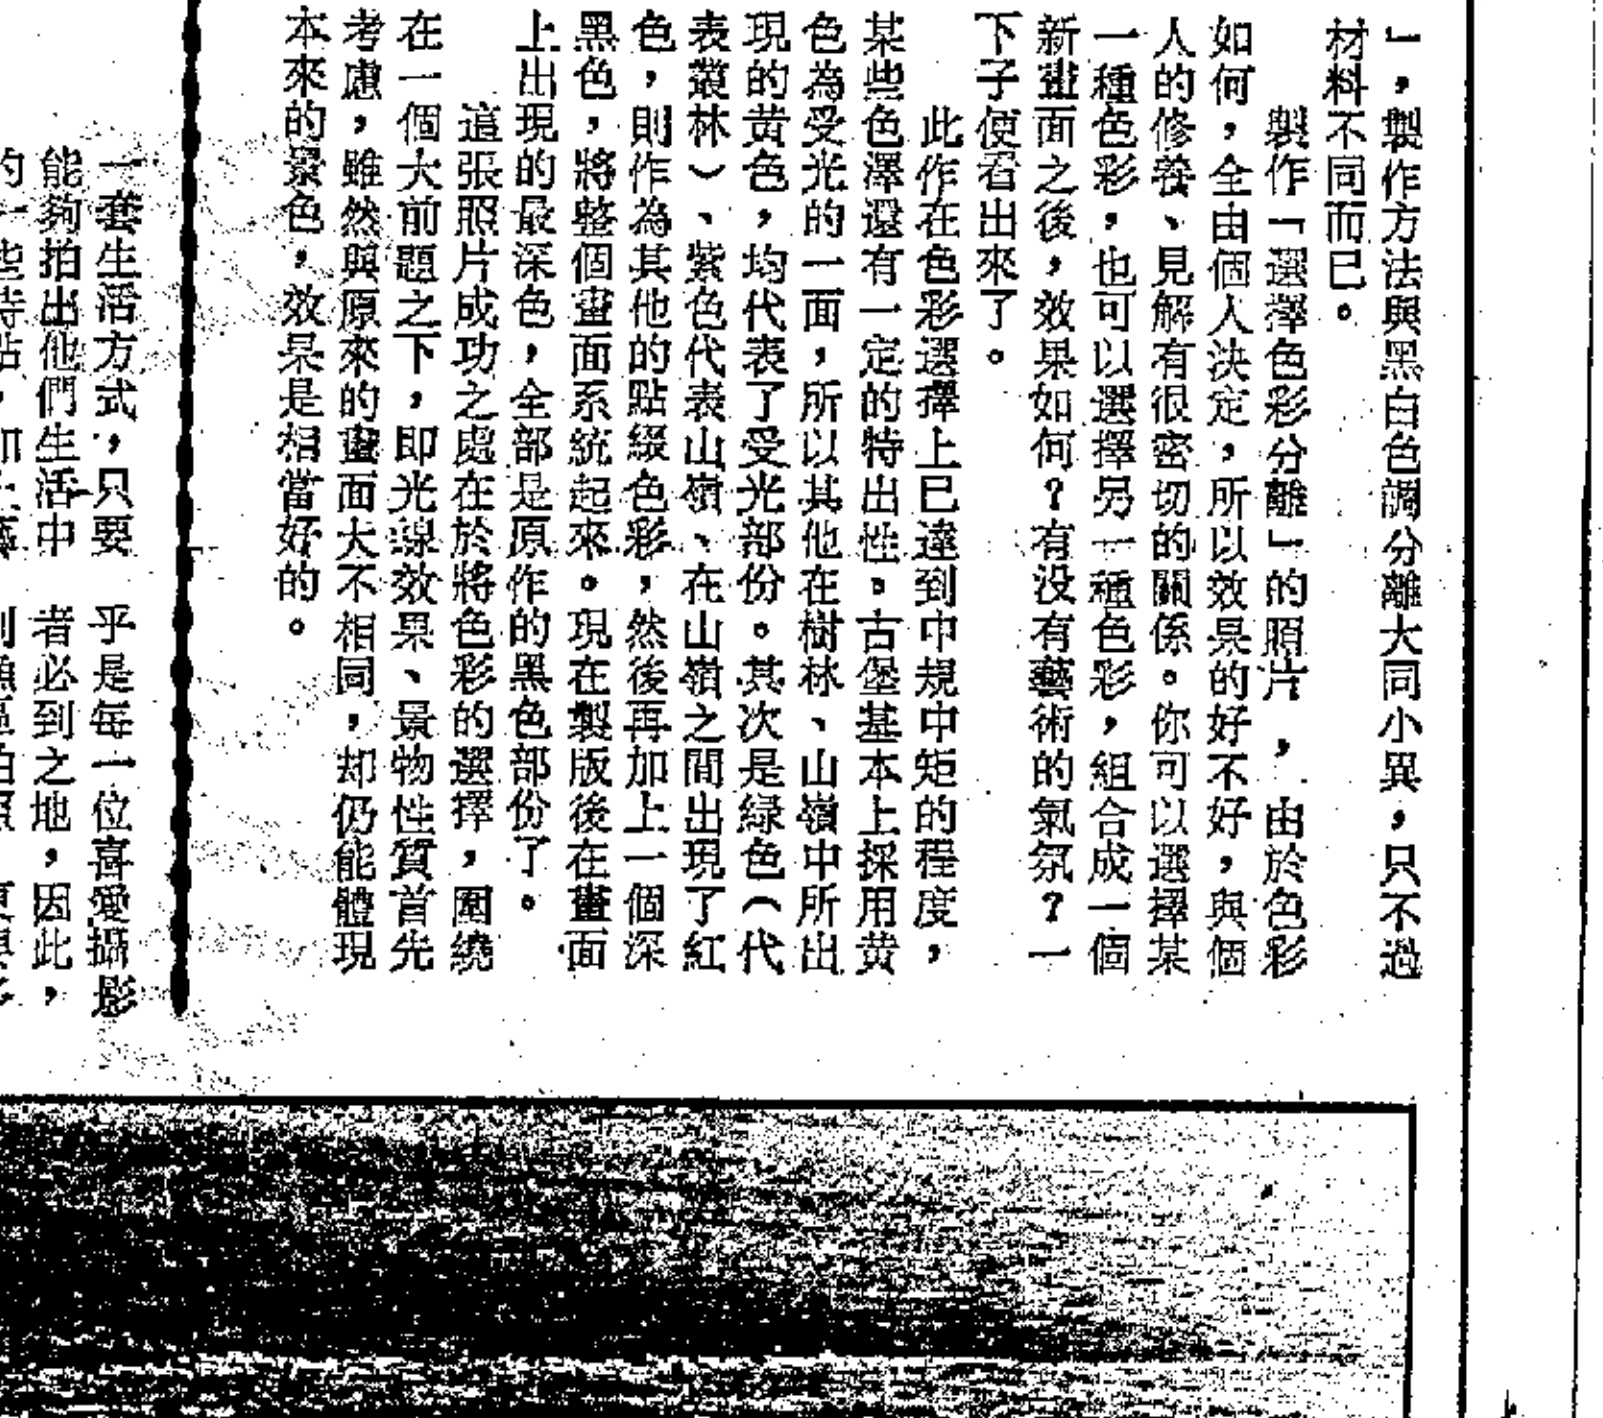 」，製作方法與黑白色調分離大同小異，只不過
材料不同而已。
製作「選擇色彩分離」的照片，由於色彩
如何，全由個人決定，所以效果的好不好，與個
人的修養、見解有很密切的關係。你可以選擇某
一種色彩，也可以選擇另一種色彩，組合成一個
新畫面之後，效果如何？有没有藝術的氣氛？一
下子便看出來了。
此作在色彩選擇上已達到中規中矩的程度，
某些色澤還有一定的特出性。古堡基本上採用黄
色為受光的一面，所以其他在樹林、山嶺中所出
現的黄色，均代表了受光部份。其次是綠色（代
表叢林）、紫色代表山嶺、在山嶺之間出現了紅
色，則作為其他的點綴色彩，然後再加上一個深
黑色，將整個畫面系統起來。現在製版後在畫面
上出現的最深色，全部是原作的黑色部份了。
這張照片成功之處在於將色彩的選擇，圍繞
在一個大前題之下，即光線效果、景物性質首先
考慮，雖然與原來的畫面大不相同，却仍能體現
本來的景色，效果是相當好的。
一套生活方式，只要
能夠拍出他們生活中
乎是每一位喜愛攝影
者必到之地，因此，